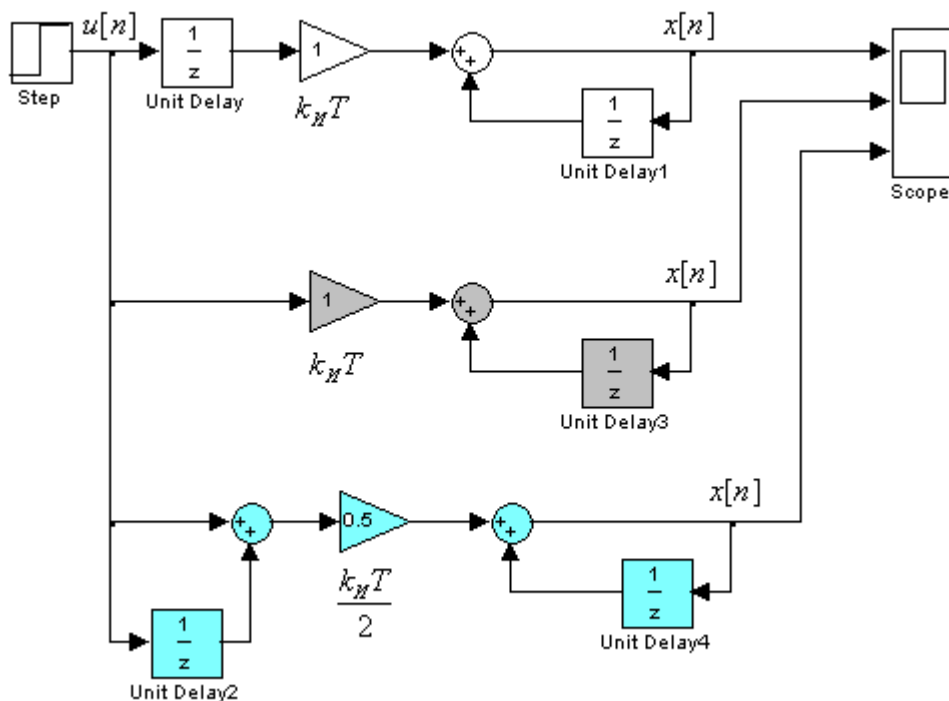 u[n]
1
z
1
x[n]
Step
Unit Delay
k_И T
+
+
1
z
Unit Delay1
Scope
x[n]
1
k_И T
+
+
1
z
Unit Delay3
x[n]
+
+
0.5
+
+
k_И T
2
1
z
Unit Delay2
1
z
Unit Delay4